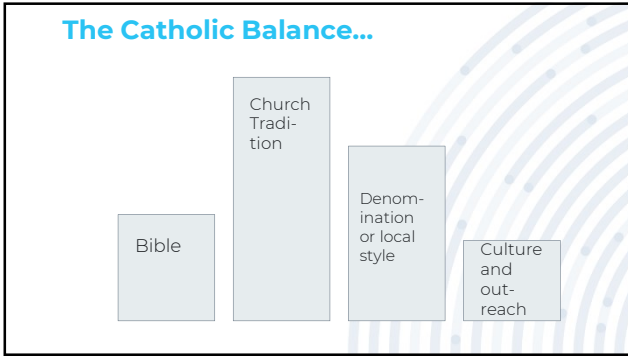 The Catholic Balance...
Bible
Church
Tradi-
tion
Denom-
ination
or local
style
Culture
and
out-
reach